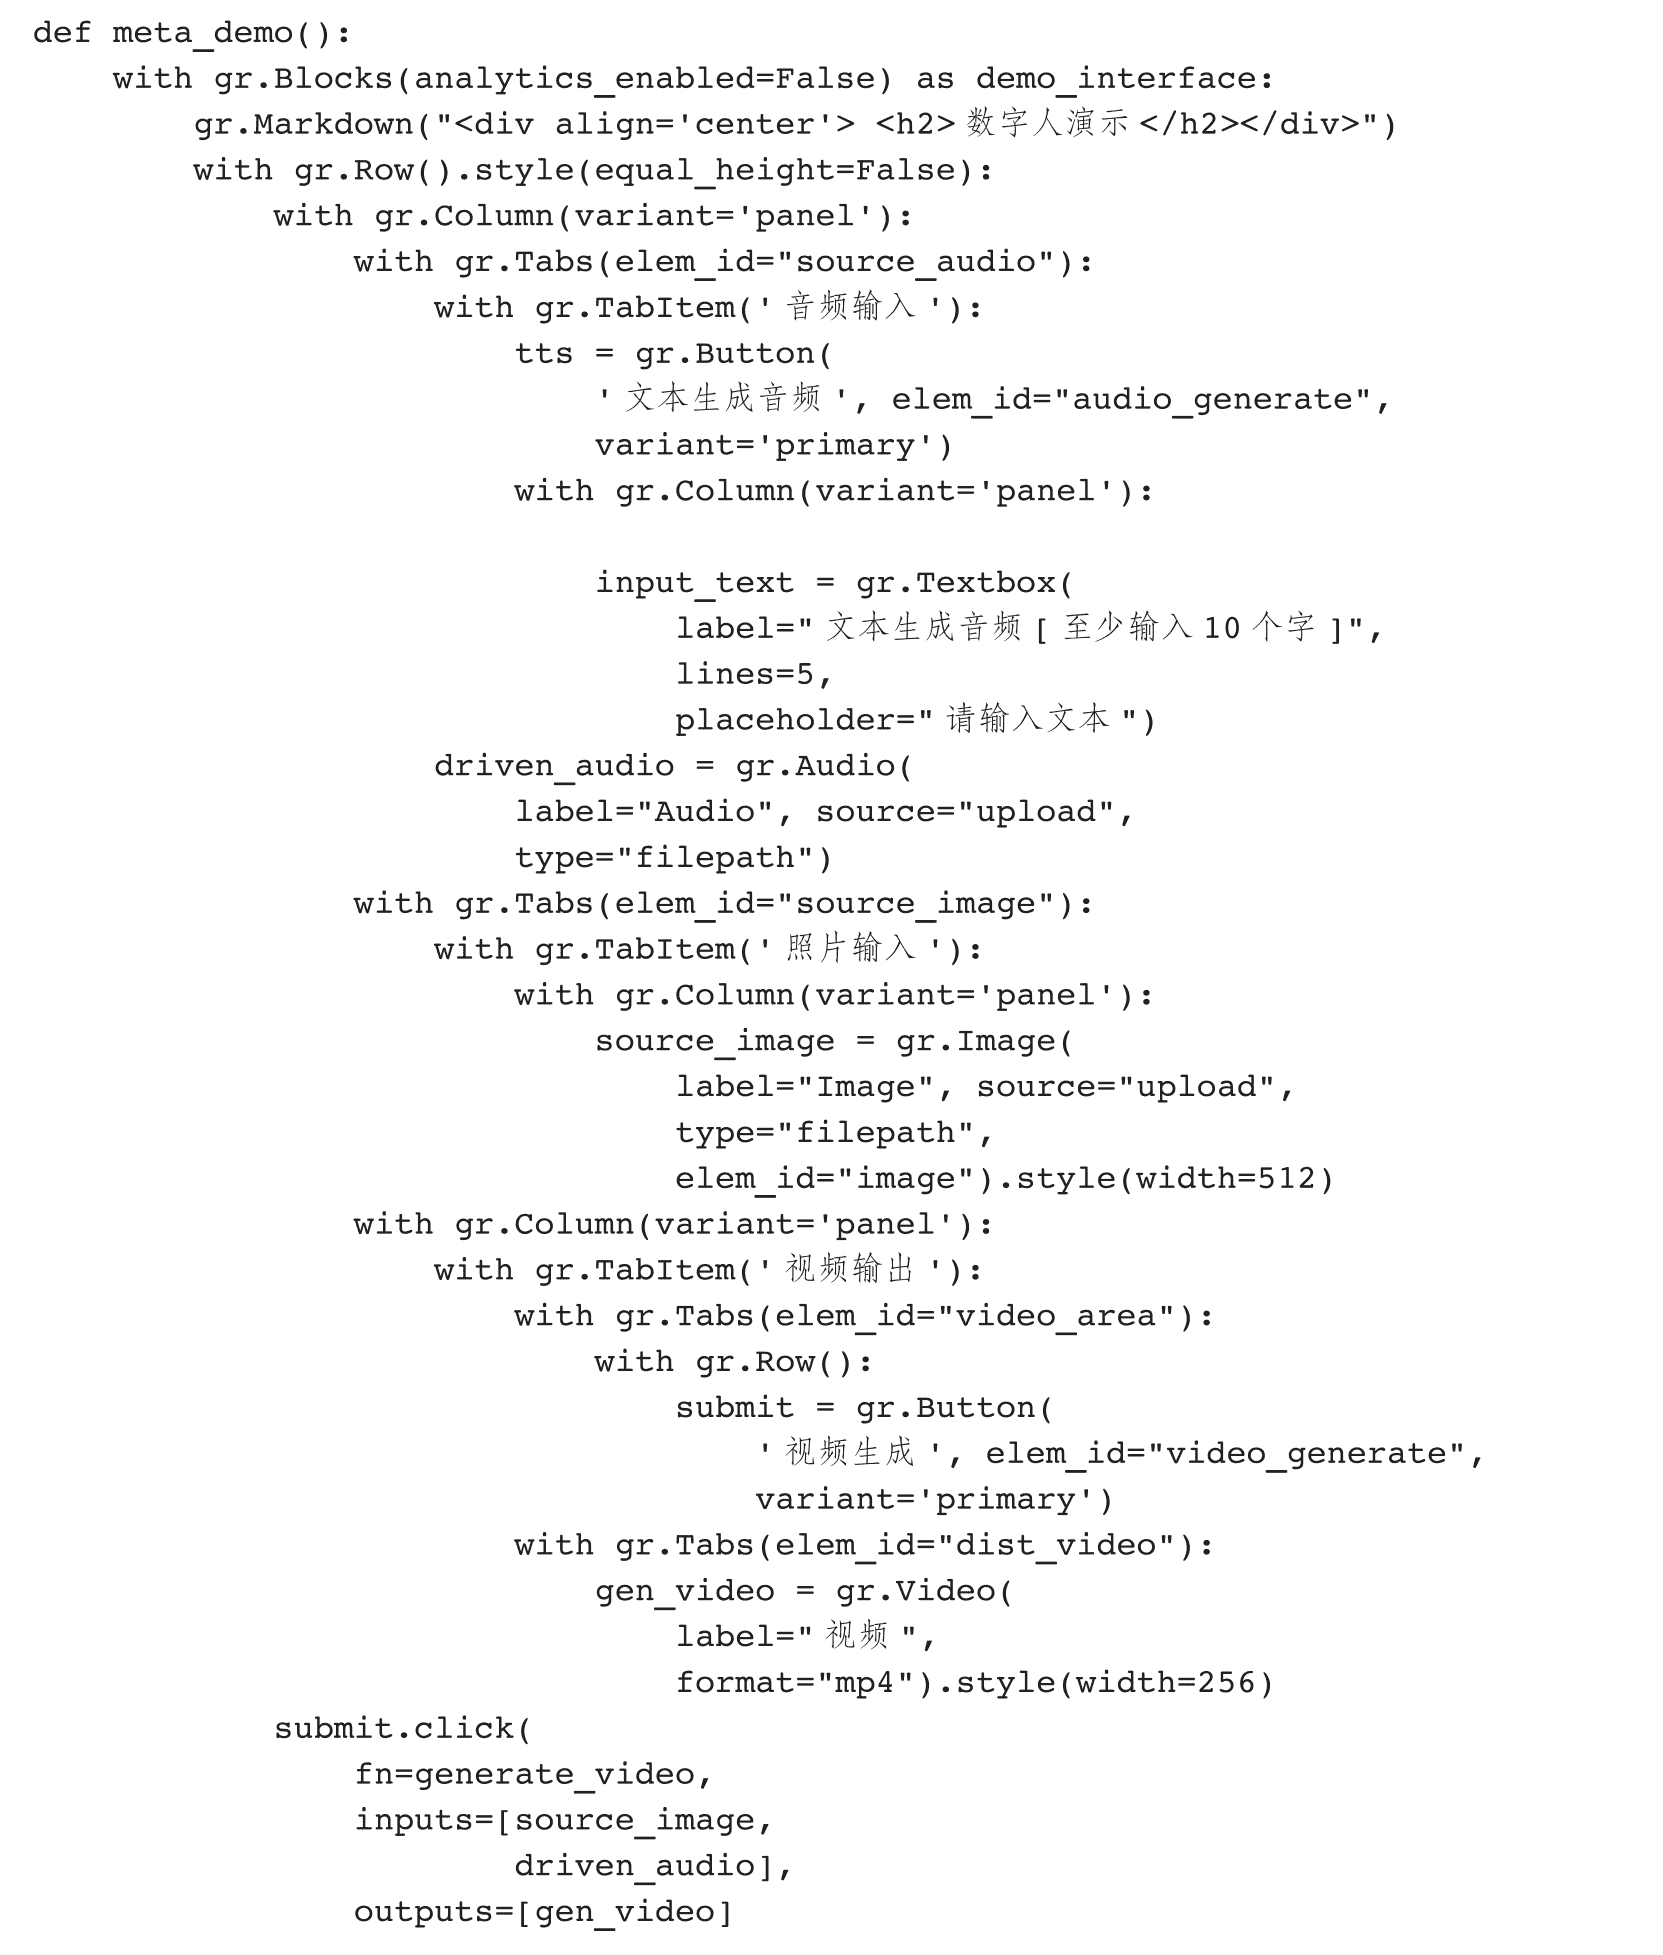 def meta_demo():
    with gr.Blocks(analytics_enabled=False) as demo_interface:
        gr.Markdown("<div align='center'> <h2>数字人演示</h2></div>")
        with gr.Row().style(equal_height=False):
            with gr.Column(variant='panel'):
                with gr.Tabs(elem_id="source_audio"):
                    with gr.TabItem('音频输入'):
                        tts = gr.Button(
                            '文本生成音频', elem_id="audio_generate",
                            variant='primary')
                        with gr.Column(variant='panel'):

                            input_text = gr.Textbox(
                                label="文本生成音频[至少输入10个字]",
                                lines=5,
                                placeholder="请输入文本")
                    driven_audio = gr.Audio(
                        label="Audio", source="upload",
                        type="filepath")
                with gr.Tabs(elem_id="source_image"):
                    with gr.TabItem('照片输入'):
                        with gr.Column(variant='panel'):
                            source_image = gr.Image(
                                label="Image", source="upload",
                                type="filepath",
                                elem_id="image").style(width=512)
                with gr.Column(variant='panel'):
                    with gr.TabItem('视频输出'):
                        with gr.Tabs(elem_id="video_area"):
                            with gr.Row():
                                submit = gr.Button(
                                    '视频生成', elem_id="video_generate",
                                    variant='primary')
                        with gr.Tabs(elem_id="dist_video"):
                            gen_video = gr.Video(
                                label="视频",
                                format="mp4").style(width=256)
            submit.click(
                fn=generate_video,
                inputs=[source_image,
                        driven_audio],
                outputs=[gen_video]